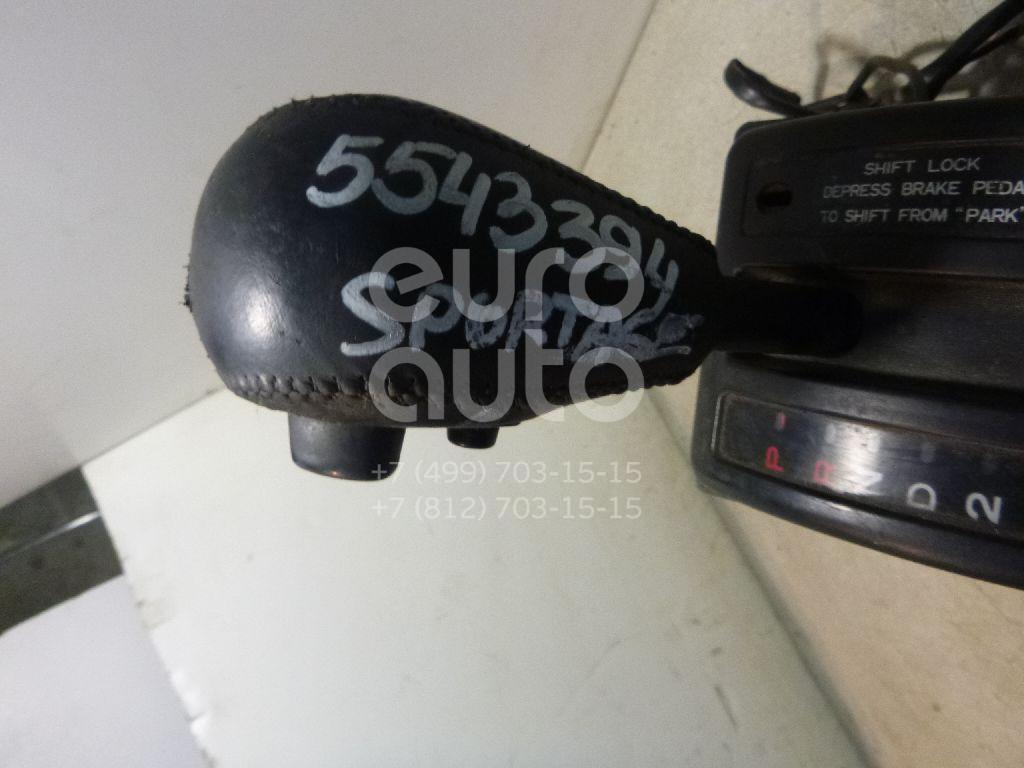 5543394
SPORTAGE
SHIFT LOCK
DEPRESS BRAKE PEDA
TO SHIFT FROM "PARK"
P
R
N
D
2
euro
auto
+7 (499) 703-15-15
+7 (812) 703-15-15